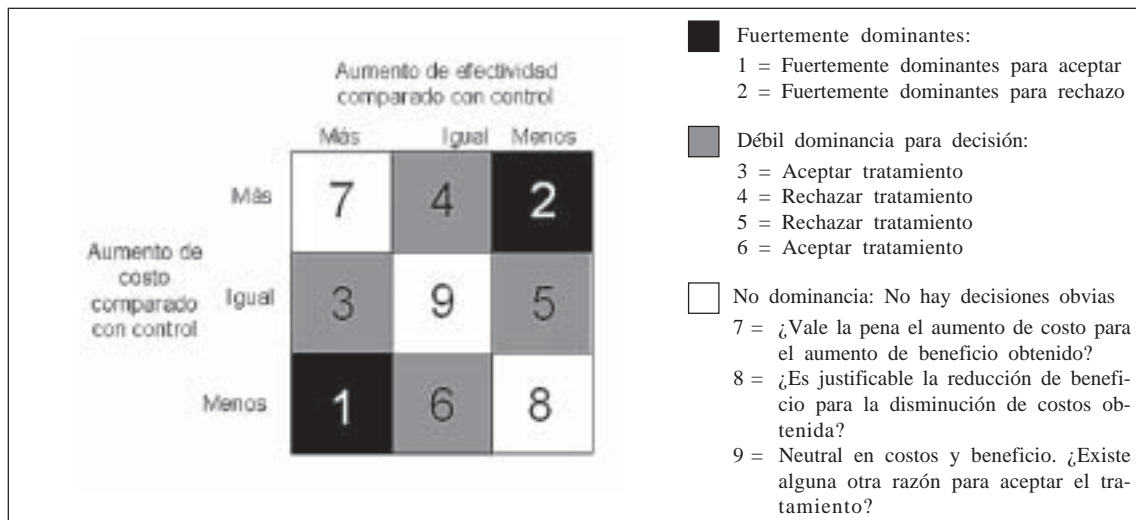 Aumento de efectividad
comparado con control
Más Igual Menos
Más
7 4 2
Aumento de
costo
comparado
con control
Igual
3 9 5
Menos
1 6 8
Fuertemente dominantes:
1 = Fuertemente dominantes para aceptar
2 = Fuertemente dominantes para rechazo
Débil dominancia para decisión:
3 = Aceptar tratamiento
4 = Rechazar tratamiento
5 = Rechazar tratamiento
6 = Aceptar tratamiento
No dominancia: No hay decisiones obvias
7 = ¿Vale la pena el aumento de costo para
el aumento de beneficio obtenido?
8 = ¿Es justificable la reducción de benefi-
cio para la disminución de costos ob-
tenida?
9 = Neutral en costos y beneficio. ¿Existe
alguna otra razón para aceptar el tra-
tamiento?